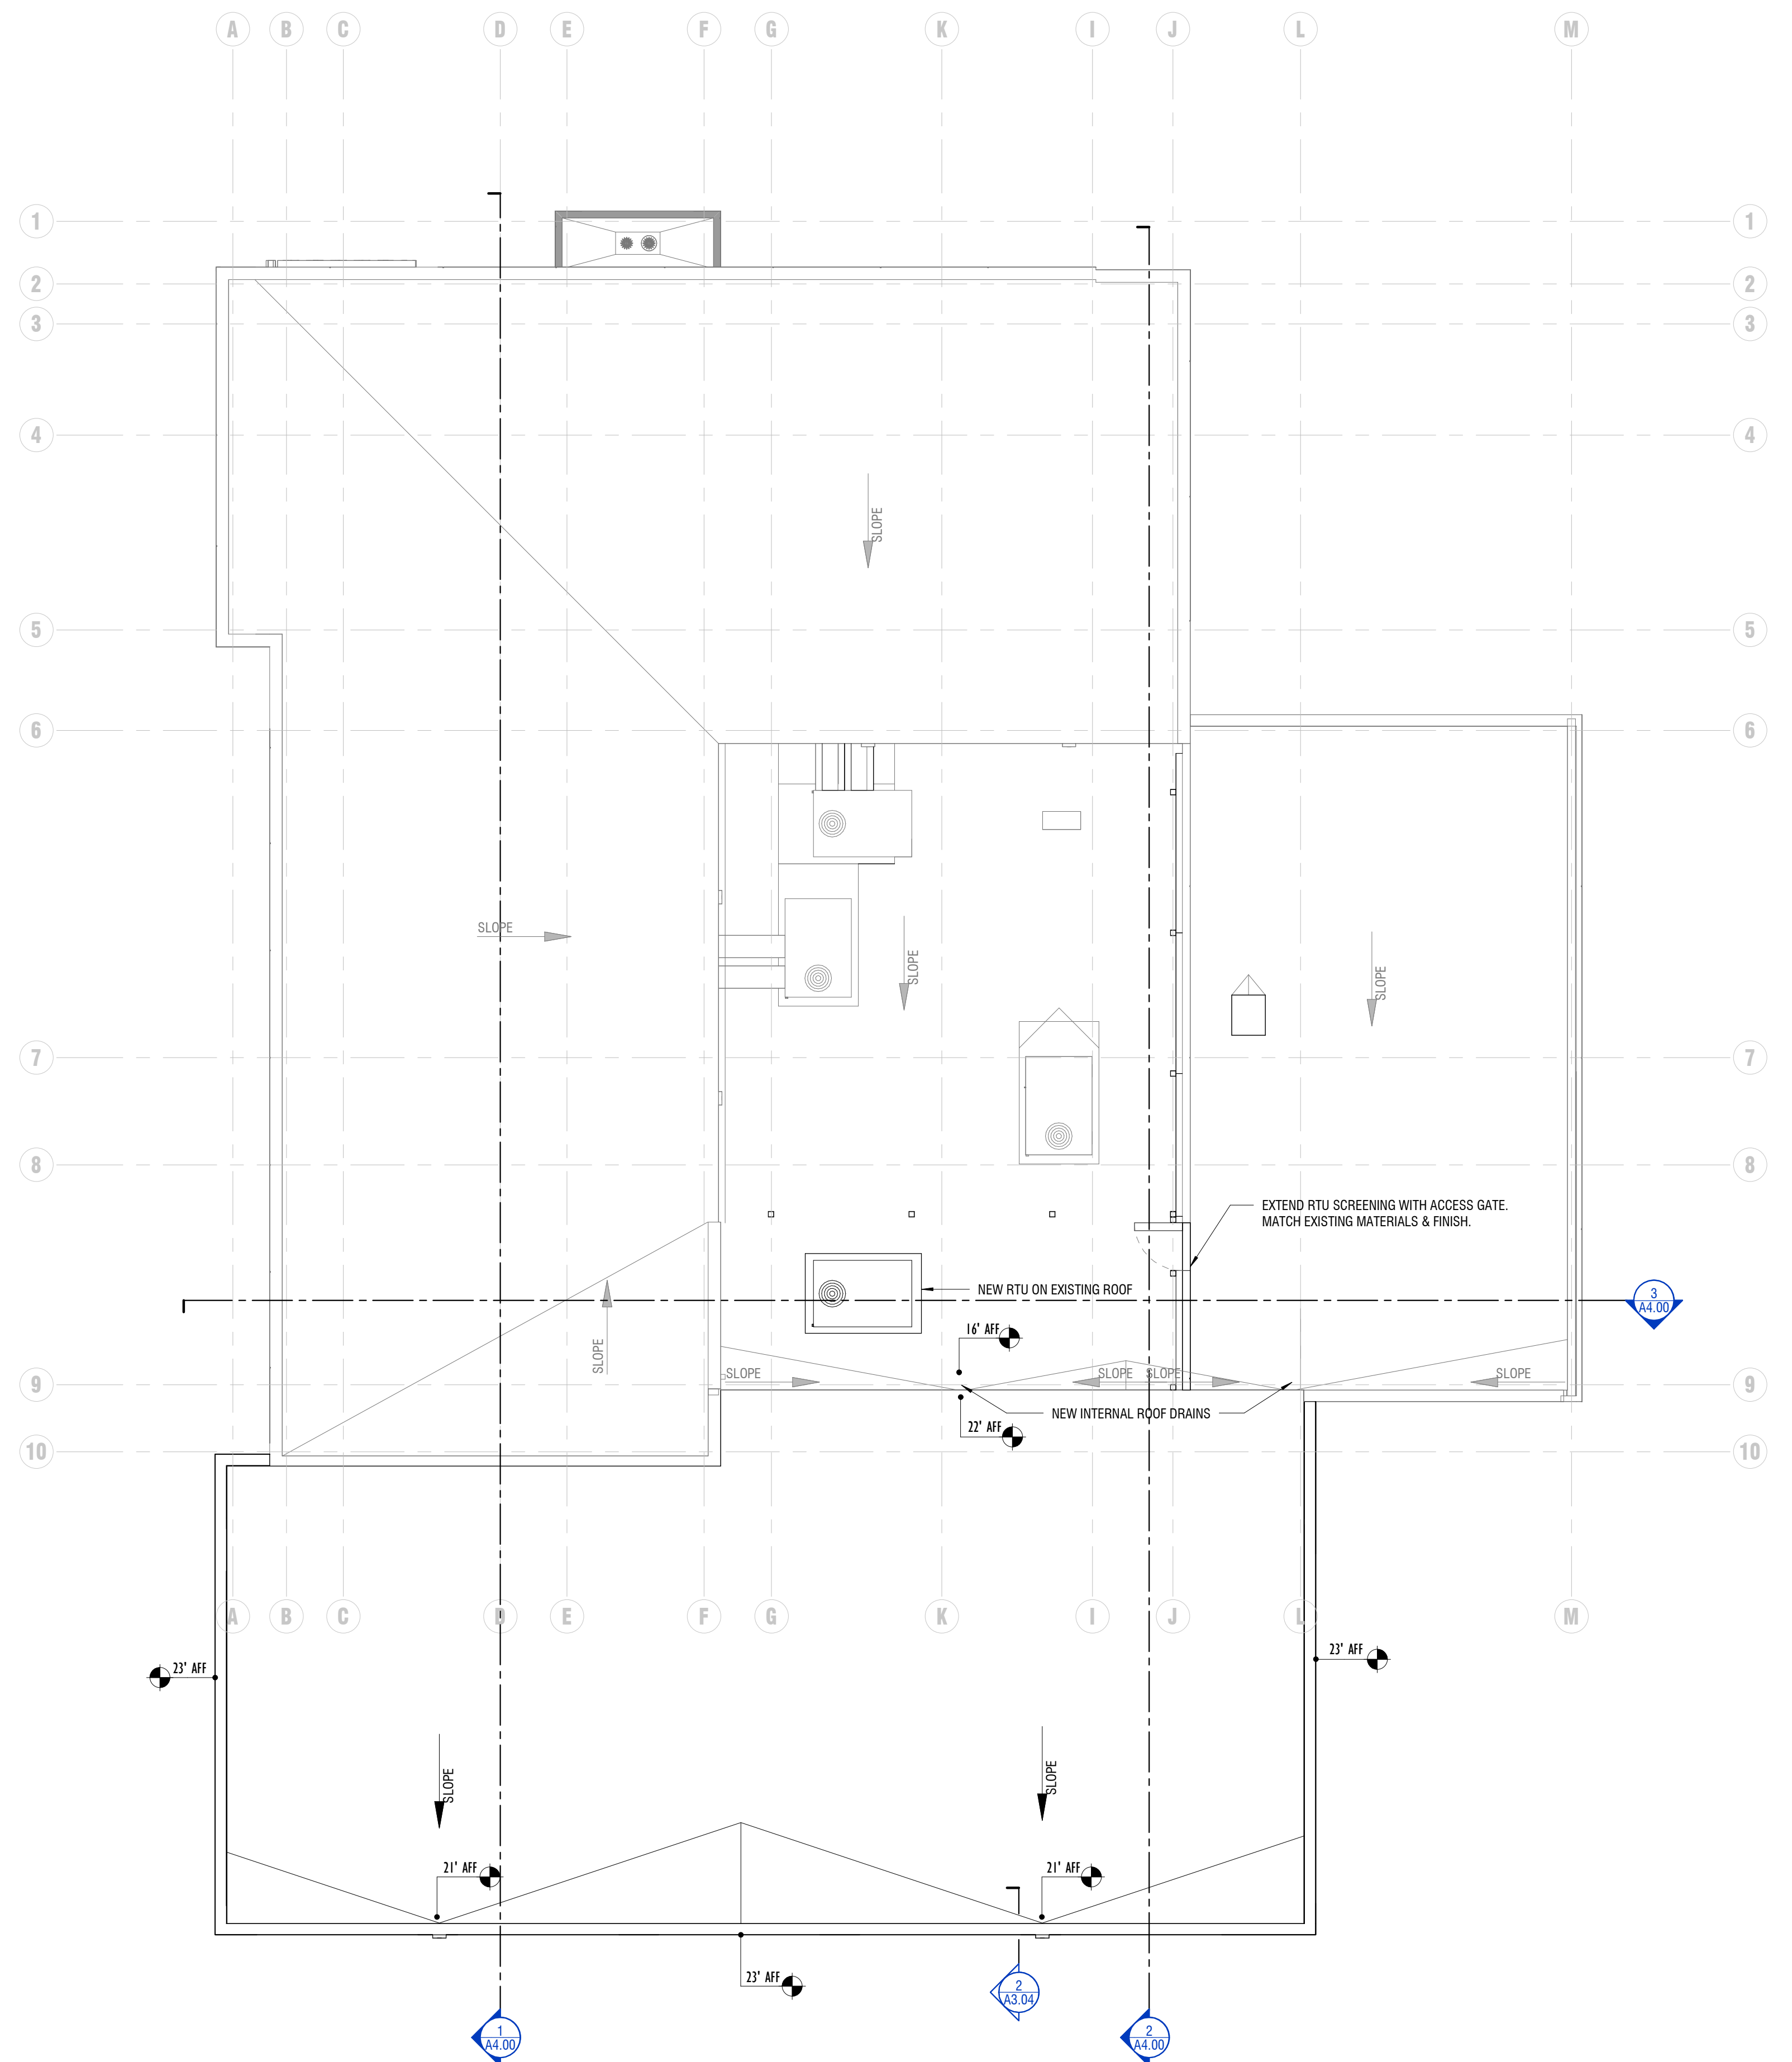 A B C D E F G K I J L M
1 1
2 2
3 3
4 4
SLOPE
5 5
6 6
SLOPE
SLOPE
SLOPE
7 7
8 8
EXTEND RTU SCREENING WITH ACCESS GATE.
MATCH EXISTING MATERIALS & FINISH.
NEW RTU ON EXISTING ROOF
3
A4.00
16' AFF
SLOPE
SLOPE
SLOPE SLOPE
SLOPE
9 9
NEW INTERNAL ROOF DRAINS
22' AFF
10 10
A B C D E F G K I J L M
23' AFF
23' AFF
SLOPE
SLOPE
21' AFF
21' AFF
23' AFF
2
A3.04
1
A4.00
2
A4.00